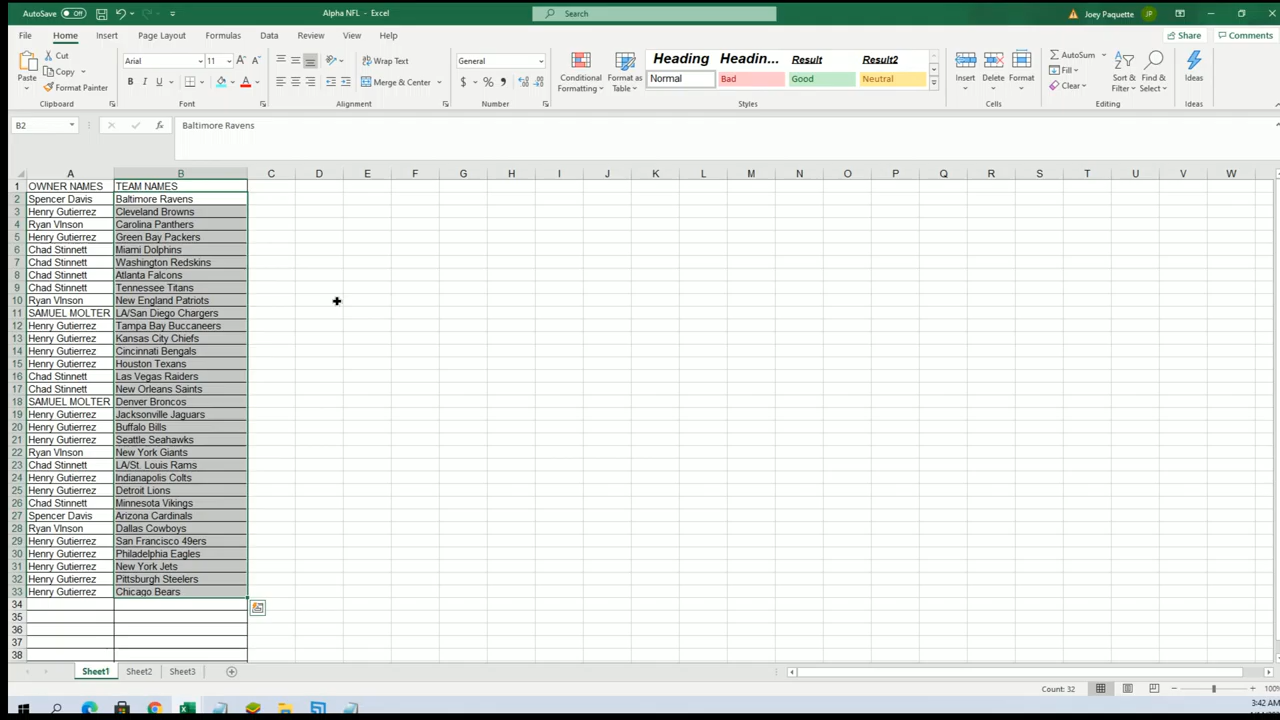 AutoSave Off Alpha NFL - Excel Search Joey Paquette JP
File Home Insert Page Layout Formulas Data Review View Help Share Comments
Paste Cut Copy Format Painter Clipboard
Arial 11 A A B I U A Font
Wrap Text Merge & Center Alignment
General $ % Number
Conditional Formatting Format as Table
Heading Headin... Result Result2
Normal Bad Good Neutral
Styles
Insert Delete Format Cells
AutoSum Fill Clear Sort & Filter Find & Select Editing
Ideas Ideas
B2 fx Baltimore Ravens
A B C D E F G H I J K L M N O P Q R S T U V W
1 OWNER NAMES TEAM NAMES
2 Spencer Davis Baltimore Ravens
3 Henry Gutierrez Cleveland Browns
4 Ryan VInson Carolina Panthers
5 Henry Gutierrez Green Bay Packers
6 Chad Stinnett Miami Dolphins
7 Chad Stinnett Washington Redskins
8 Chad Stinnett Atlanta Falcons
9 Chad Stinnett Tennessee Titans
10 Ryan VInson New England Patriots
11 SAMUEL MOLTER LA/San Diego Chargers
12 Henry Gutierrez Tampa Bay Buccaneers
13 Henry Gutierrez Kansas City Chiefs
14 Henry Gutierrez Cincinnati Bengals
15 Henry Gutierrez Houston Texans
16 Chad Stinnett Las Vegas Raiders
17 Chad Stinnett New Orleans Saints
18 SAMUEL MOLTER Denver Broncos
19 Henry Gutierrez Jacksonville Jaguars
20 Henry Gutierrez Buffalo Bills
21 Henry Gutierrez Seattle Seahawks
22 Ryan VInson New York Giants
23 Chad Stinnett LA/St. Louis Rams
24 Henry Gutierrez Indianapolis Colts
25 Henry Gutierrez Detroit Lions
26 Chad Stinnett Minnesota Vikings
27 Spencer Davis Arizona Cardinals
28 Ryan VInson Dallas Cowboys
29 Henry Gutierrez San Francisco 49ers
30 Henry Gutierrez Philadelphia Eagles
31 Henry Gutierrez New York Jets
32 Henry Gutierrez Pittsburgh Steelers
33 Henry Gutierrez Chicago Bears
34
35
36
37
38
Sheet1 Sheet2 Sheet3
Count: 32 100%
3:42 AM